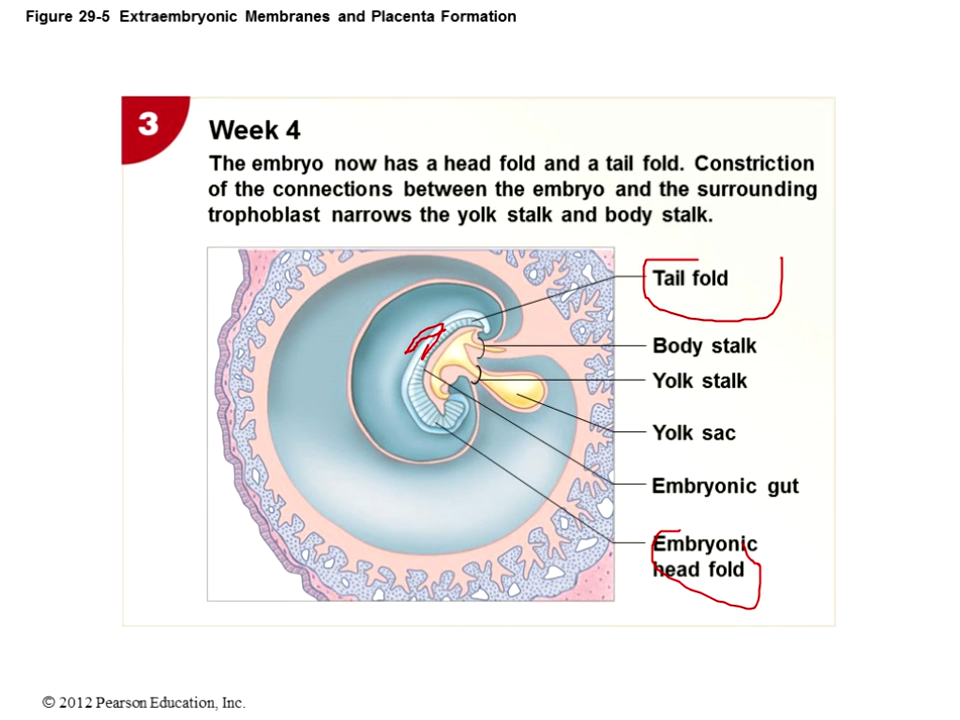 Figure 29-5 Extraembryonic Membranes and Placenta Formation
3
Week 4
The embryo now has a head fold and a tail fold. Constriction
of the connections between the embryo and the surrounding
trophoblast narrows the yolk stalk and body stalk.
Tail fold
Body stalk
Yolk stalk
Yolk sac
Embryonic gut
Embryonic
head fold
© 2012 Pearson Education, Inc.